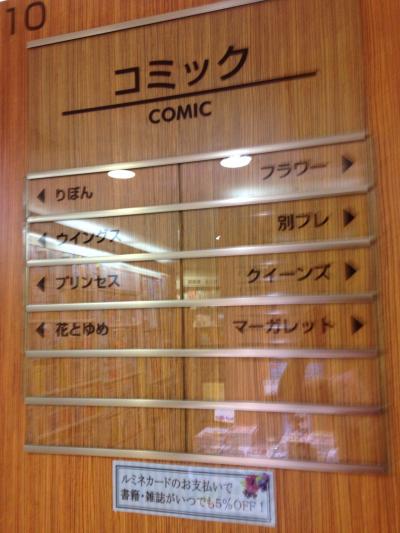 10
コミック
COMIC
りぼん
フラワー
ウイングス
別フレ
プリンセス
クイーンズ
花とゆめ
マーガレット
ルミネカードのお支払いで
書籍・雑誌がいつでも5%OFF!